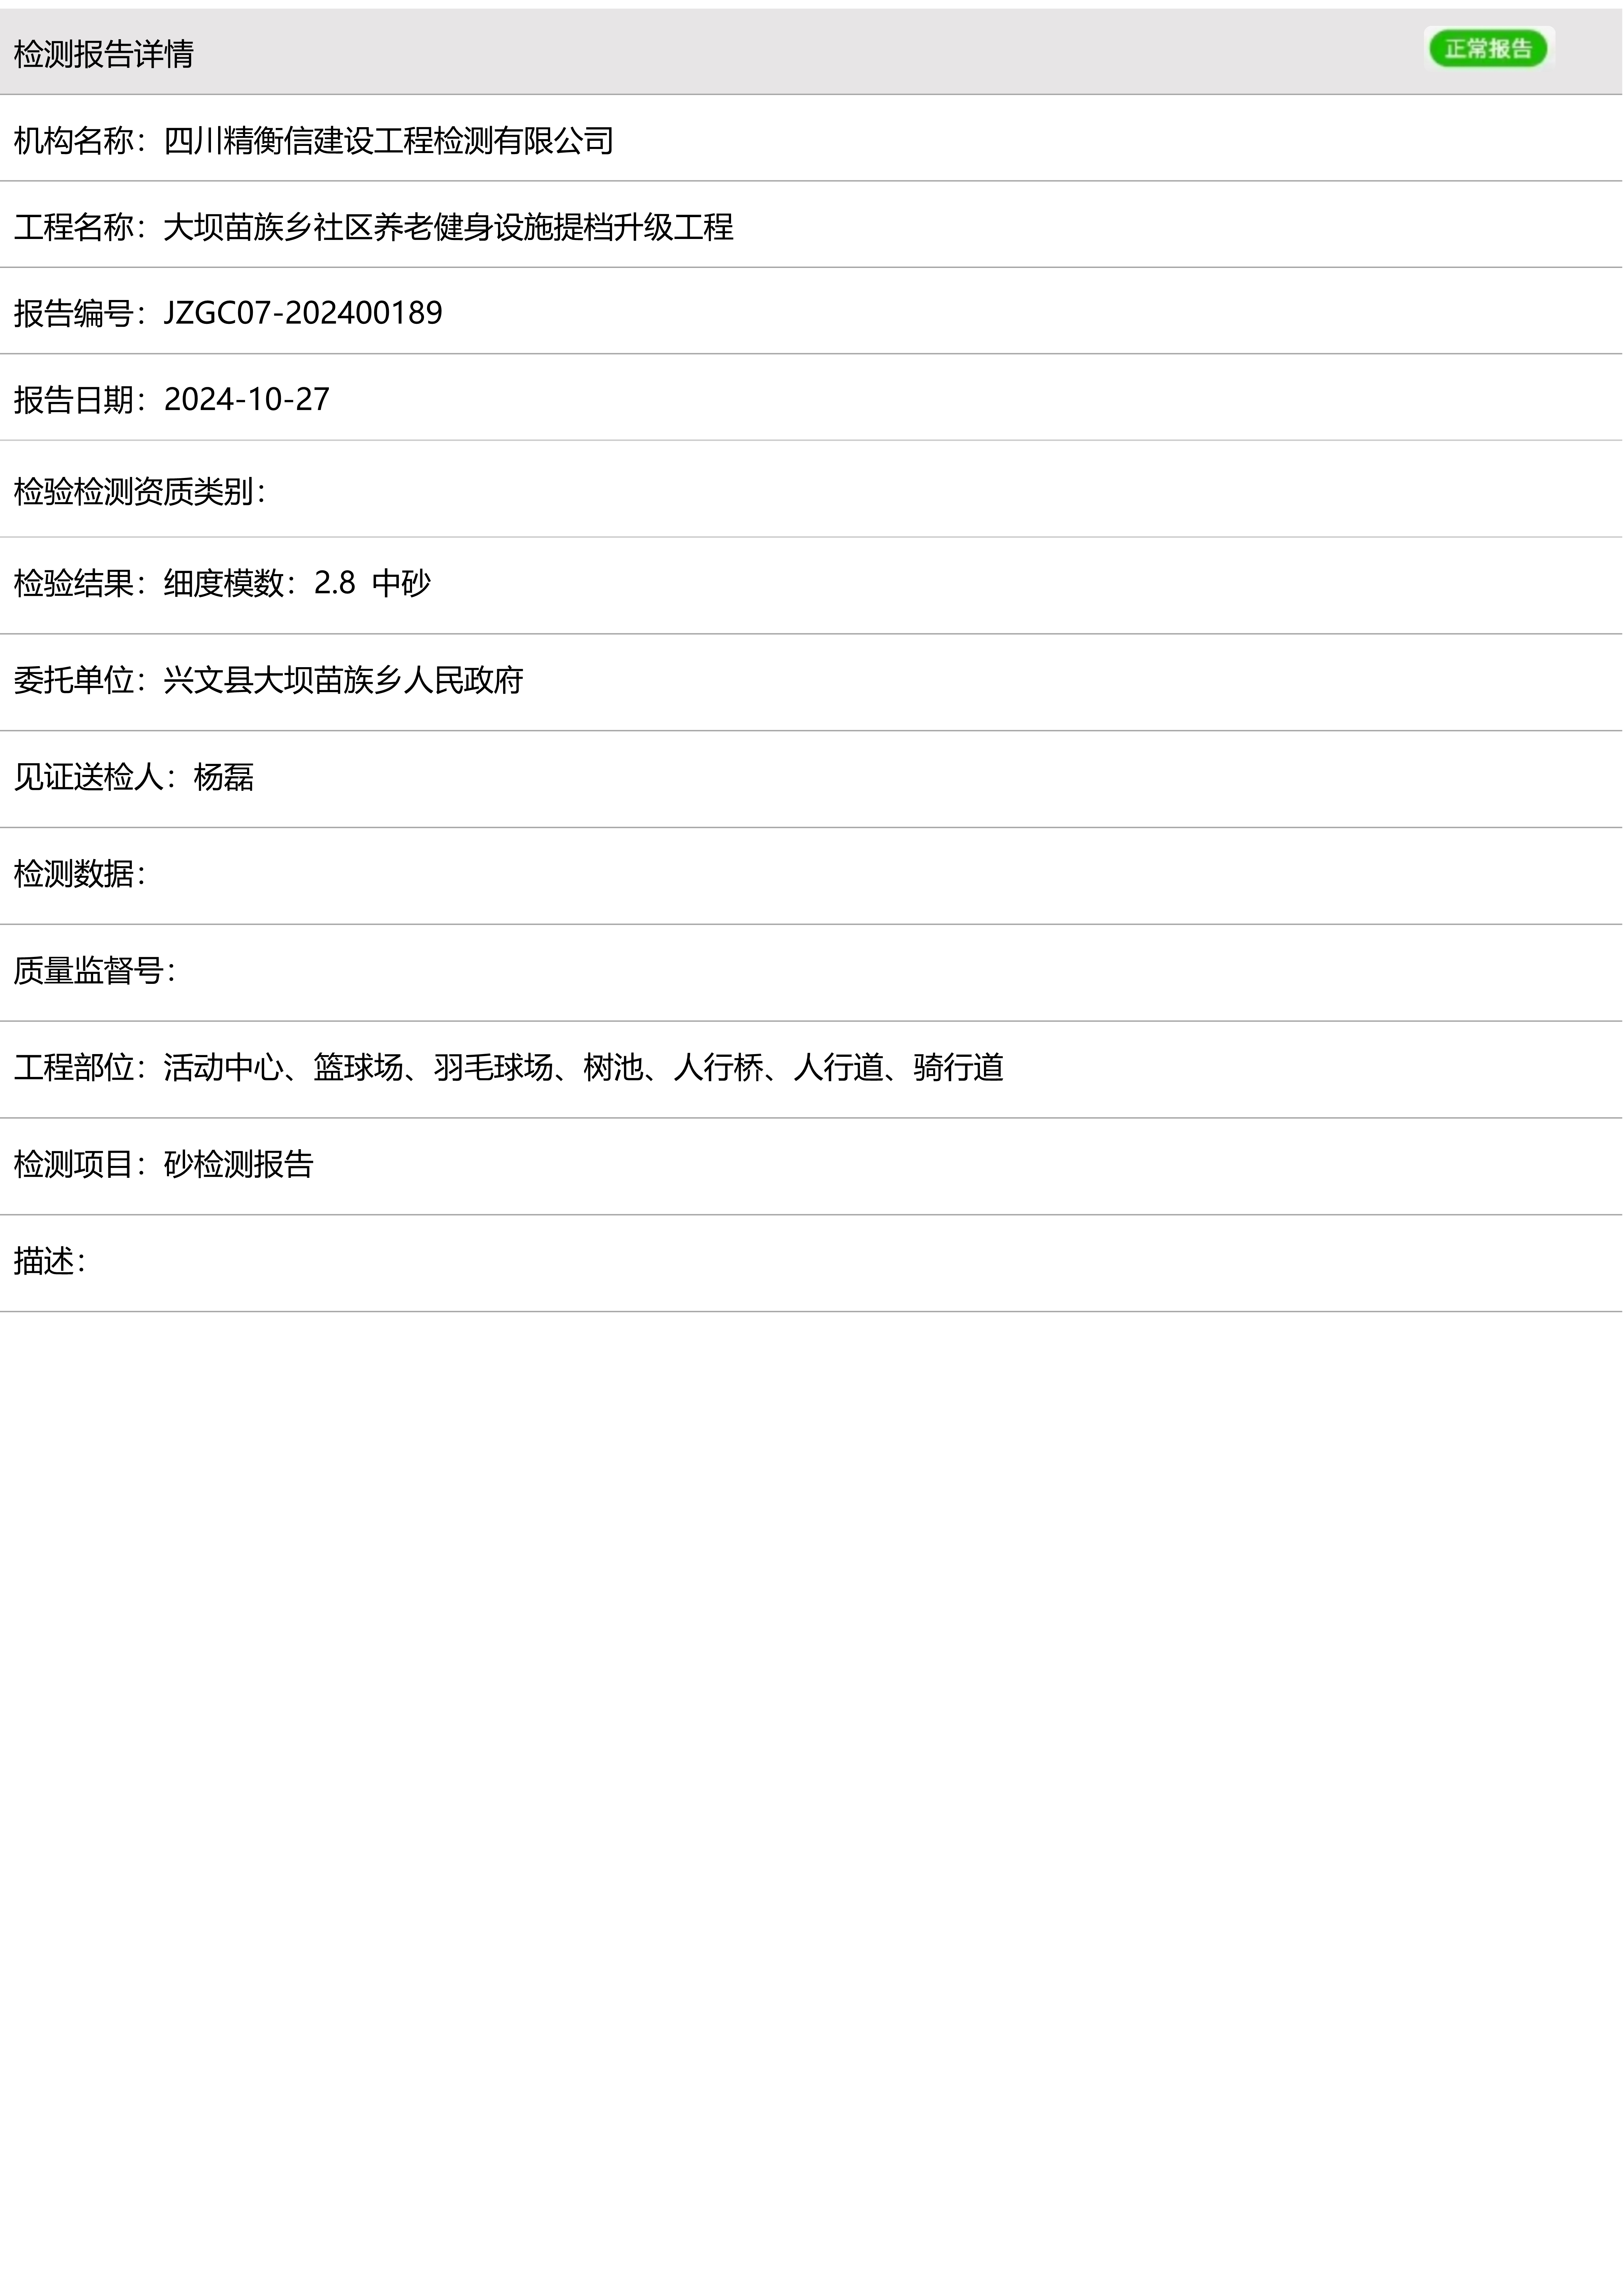 检测报告详情
正常报告
机构名称：四川精衡信建设工程检测有限公司
工程名称：大坝苗族乡社区养老健身设施提档升级工程
报告编号：JZGC07-202400189
报告日期：2024-10-27
检验检测资质类别：
检验结果：细度模数：2.8 中砂
委托单位：兴文县大坝苗族乡人民政府
见证送检人：杨磊
检测数据：
质量监督号：
工程部位：活动中心、篮球场、羽毛球场、树池、人行桥、人行道、骑行道
检测项目：砂检测报告
描述：